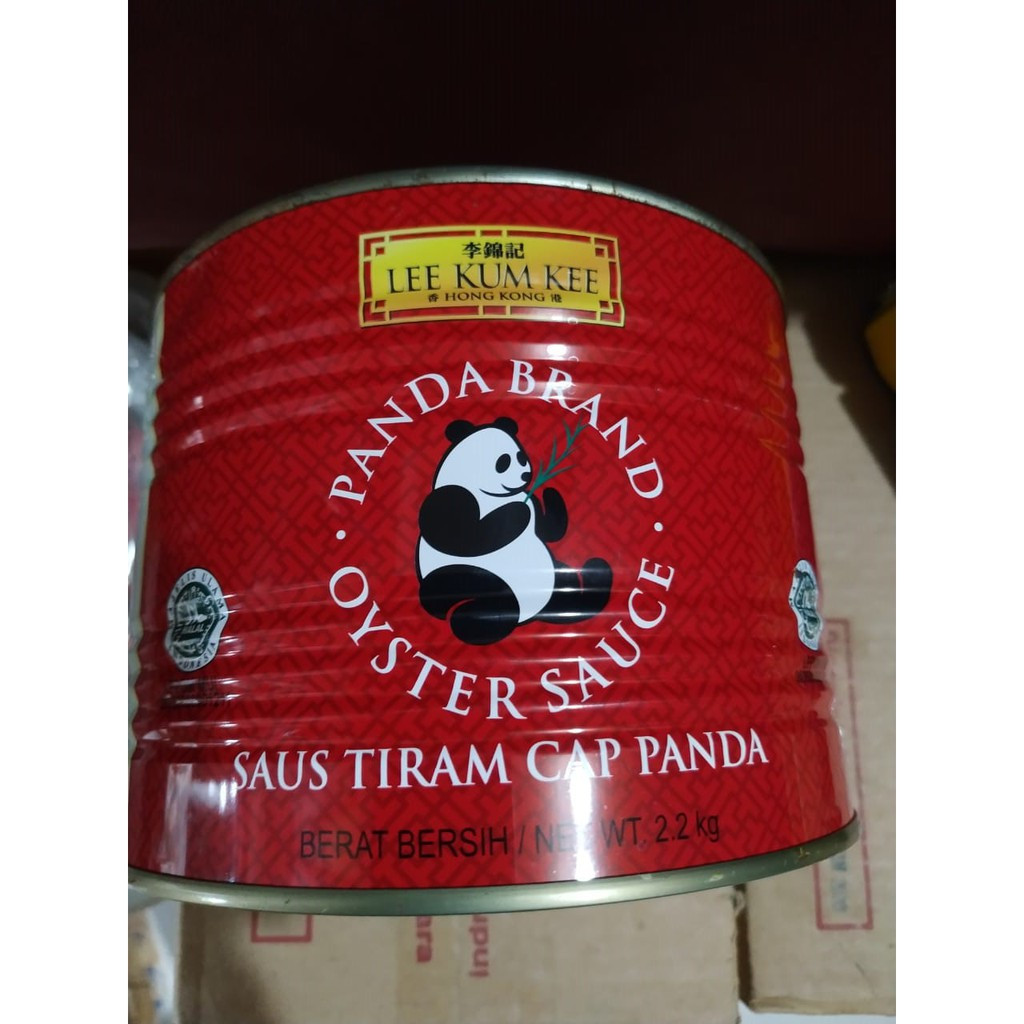 李錦記
LEE KUM KEE
香 HONG KONG 港
PANDA BRAND
OYSTER SAUCE
SAUS TIRAM CAP PANDA
BERAT BERSIH / NET WT. 2.2 kg